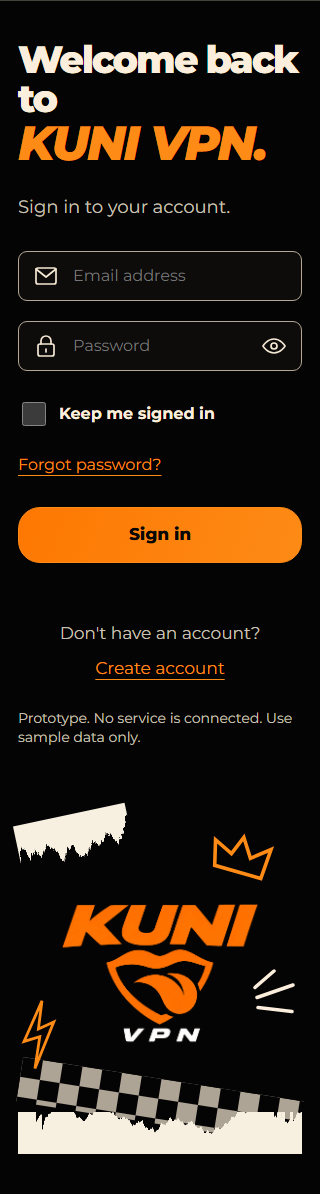 Welcome back
to
KUNI VPN.
Sign in to your account.
Email address
Password
Keep me signed in
Forgot password?
Sign in
Don't have an account?
Create account
Prototype. No service is connected. Use
sample data only.
KUNI
VPN